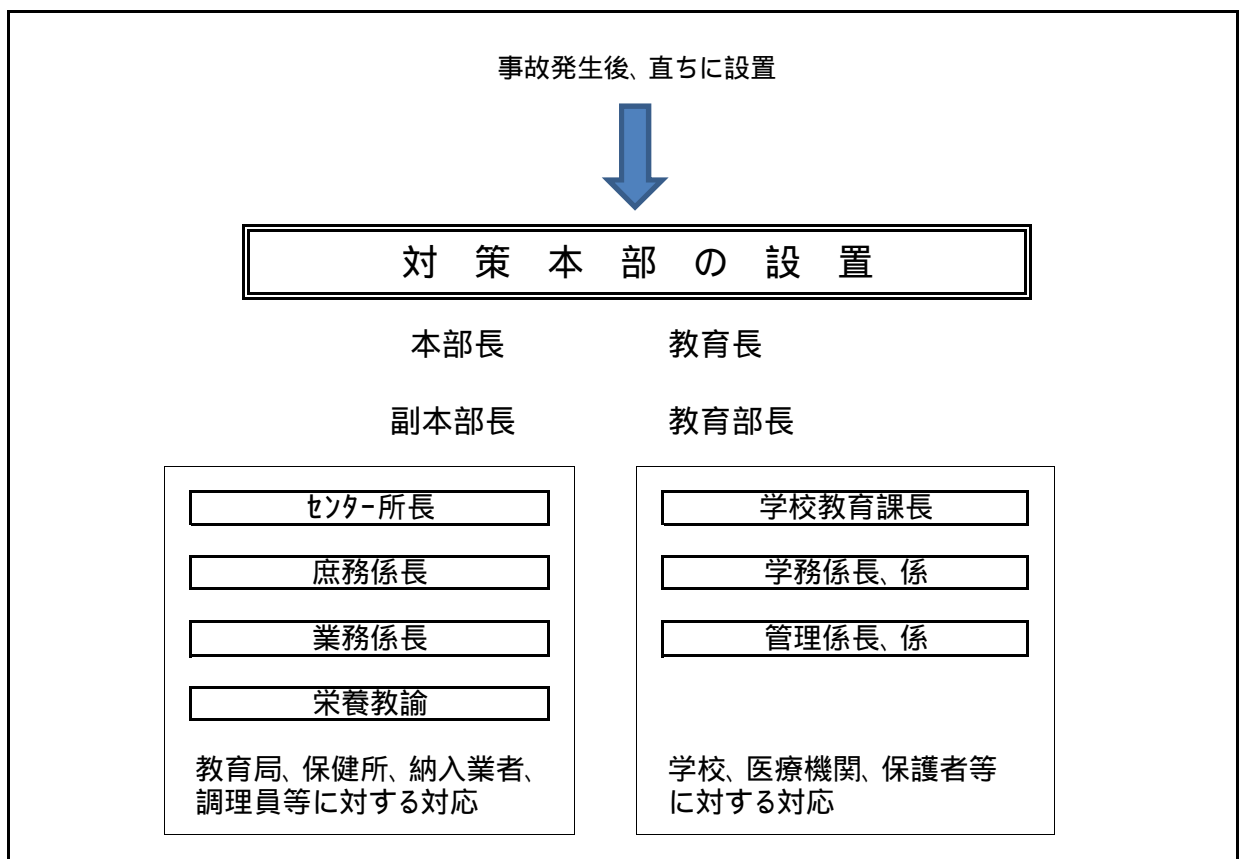 事故発生後、直ちに設置
対 策 本 部 の 設 置
本部長 教育長
副本部長 教育部長
ｾﾝﾀｰ所長
庶務係長
業務係長
栄養教諭
教育局、保健所、納入業者、
調理員等に対する対応
学校教育課長
学務係長、係
管理係長、係
学校、医療機関、保護者等
に対する対応